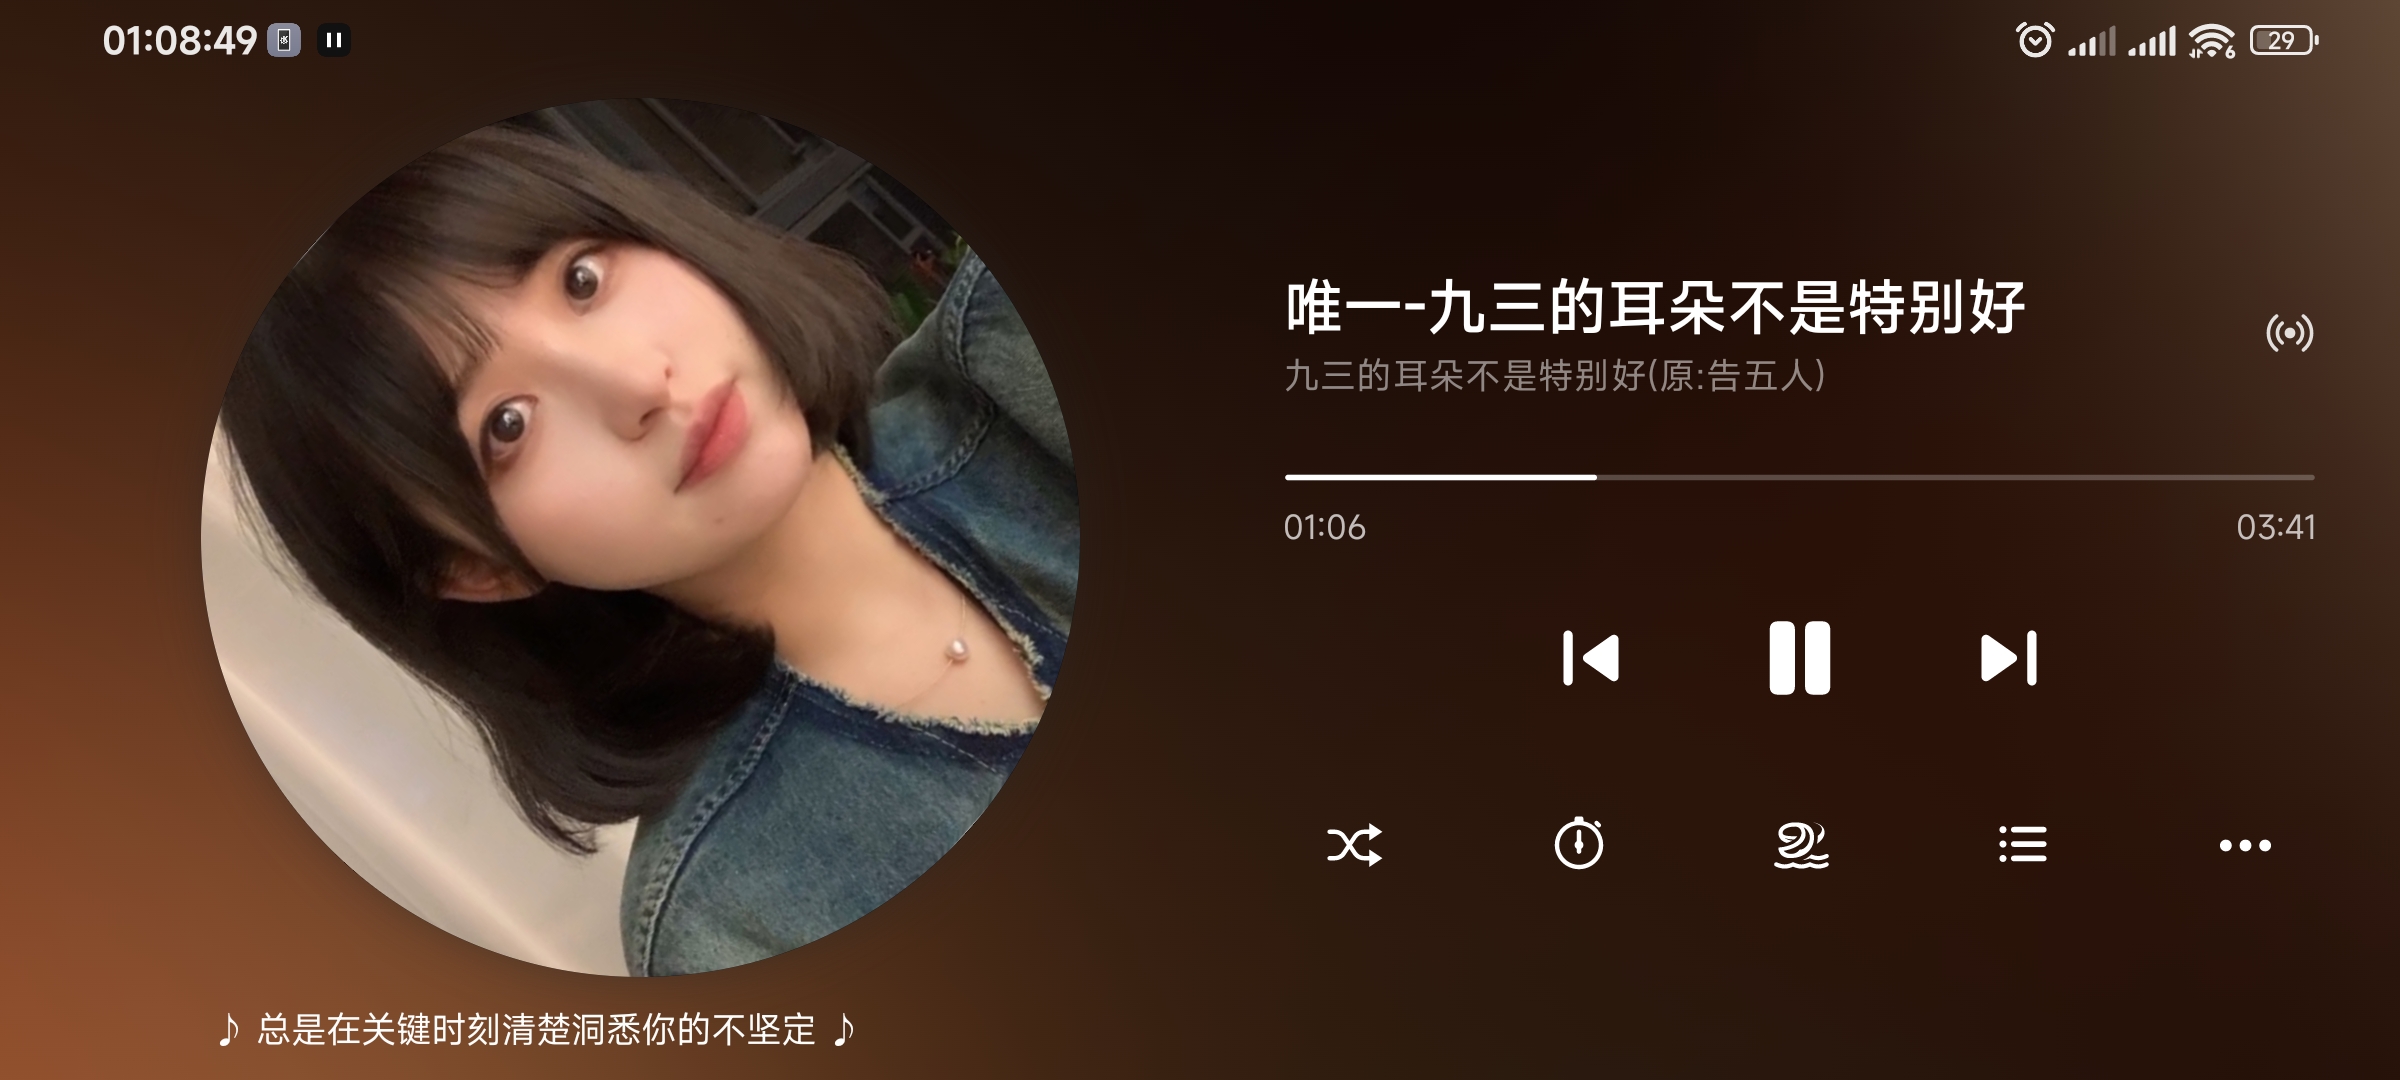 01:08:49
29
唯一-九三的耳朵不是特别好
九三的耳朵不是特别好(原:告五人)
01:06 03:41
♪ 总是在关键时刻清楚洞悉你的不坚定 ♪